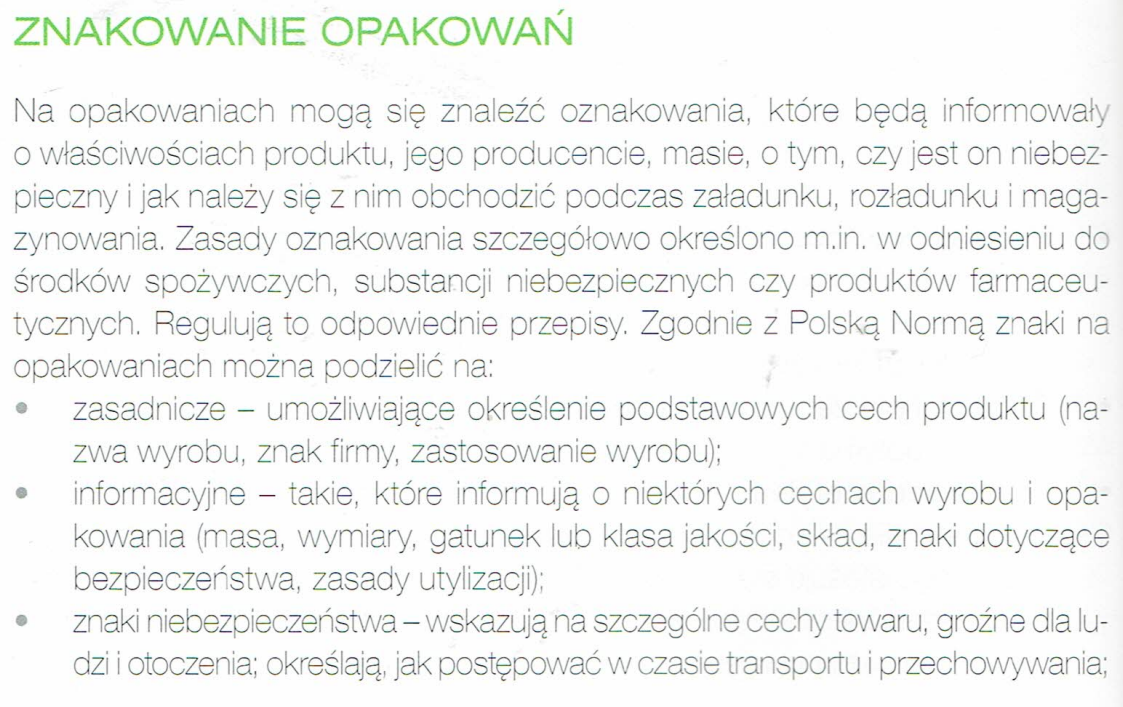 ZNAKOWANIE OPAKOWAŃ
Na opakowaniach mogą się znaleźć oznakowania, które będą informowały
o właściwościach produktu, jego producencie, masie, o tym, czy jest on niebez-
pieczny i jak należy się z nim obchodzić podczas załadunku, rozładunku i maga-
zynowania. Zasady oznakowania szczegółowo określono m.in. w odniesieniu do
środków spożywczych, substancji niebezpiecznych czy produktów farmaceu-
tycznych. Regulują to odpowiednie przepisy. Zgodnie z Polską Normą znaki na
opakowaniach można podzielić na:
• zasadnicze – umożliwiające określenie podstawowych cech produktu (na-
zwa wyrobu, znak firmy, zastosowanie wyrobu);
• informacyjne – takie, które informują o niektórych cechach wyrobu i opa-
kowania (masa, wymiary, gatunek lub klasa jakości, skład, znaki dotyczące
bezpieczeństwa, zasady utylizacji);
• znaki niebezpieczeństwa – wskazują na szczególne cechy towaru, groźne dla lu-
dzi i otoczenia; określają, jak postępować w czasie transportu i przechowywania;